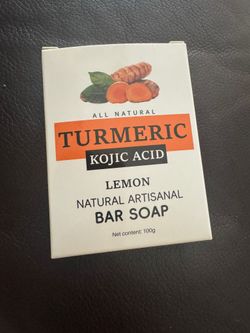 ALL NATURAL
TURMERIC
KOJIC ACID
LEMON
NATURAL ARTISANAL
BAR SOAP
Net content: 100g